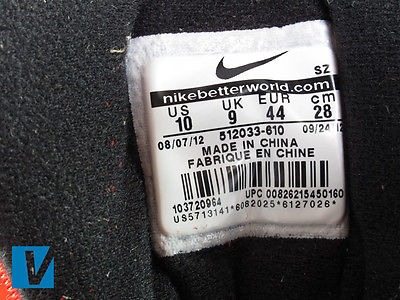 SZ
nikebetterworld.com
US UK EUR cm
10 9 44 28
08/07/12 512033-610 09/24/12
MADE IN CHINA
FABRIQUE EN CHINE
103720964 UPC 00826215450160
US5713141*6082025*6127026*
V